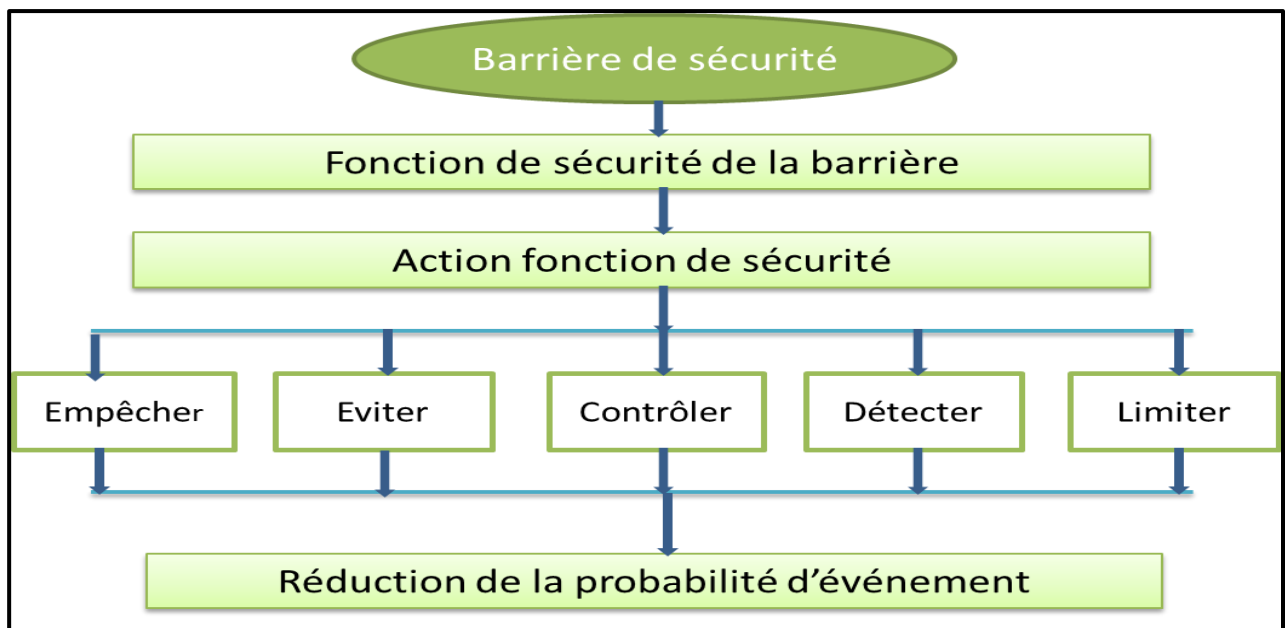 Barrière de sécurité
Fonction de sécurité de la barrière
Action fonction de sécurité
Empêcher
Eviter
Contrôler
Détecter
Limiter
Réduction de la probabilité d’événement